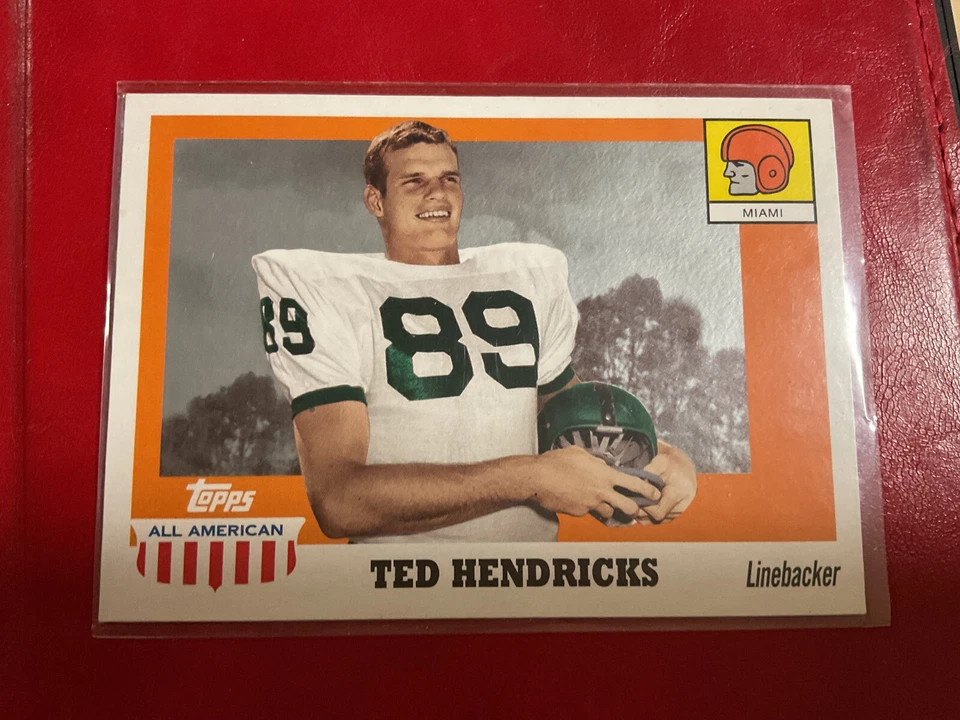 MIAMI
89
89
TOPPS
ALL AMERICAN
TED HENDRICKS
Linebacker